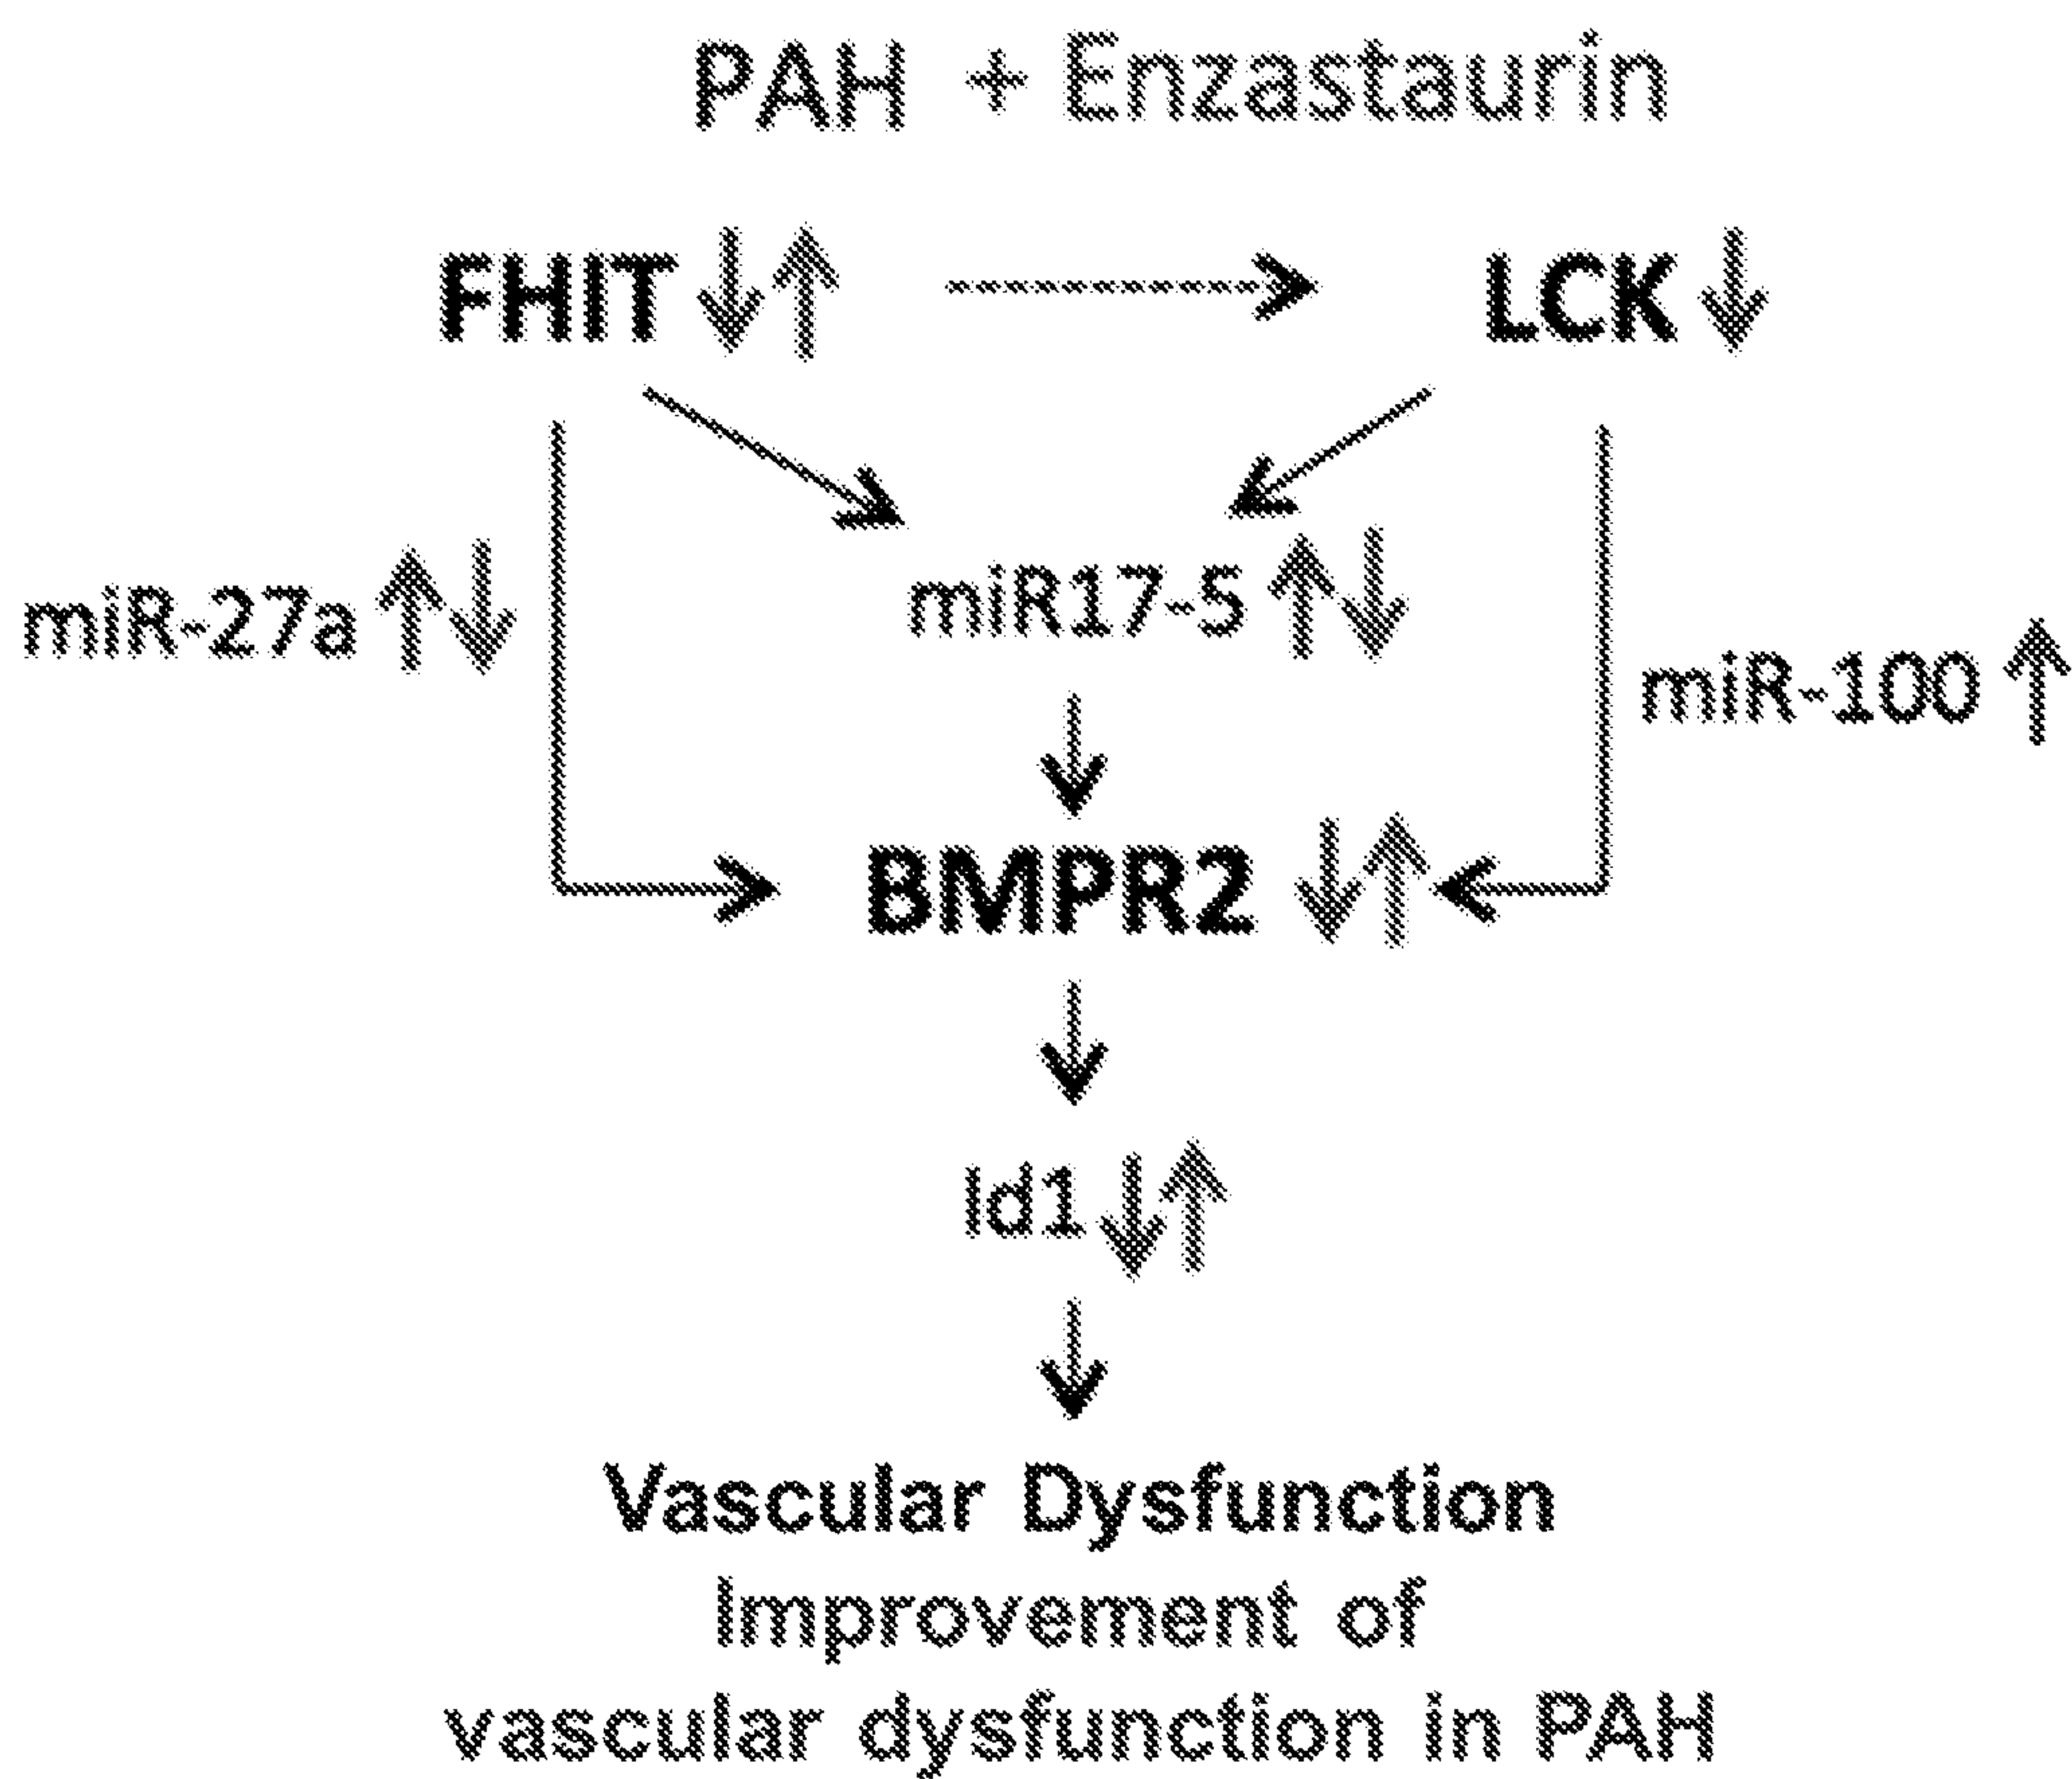 PAH + Enzastaurin
FHIT ↓↑ LCK ↓
miR-27a ↑↓ miR17-5 ↑↓ miR-100 ↑
BMPR2 ↓↑
Id1 ↓↑
Vascular Dysfunction
Improvement of
vascular dysfunction in PAH